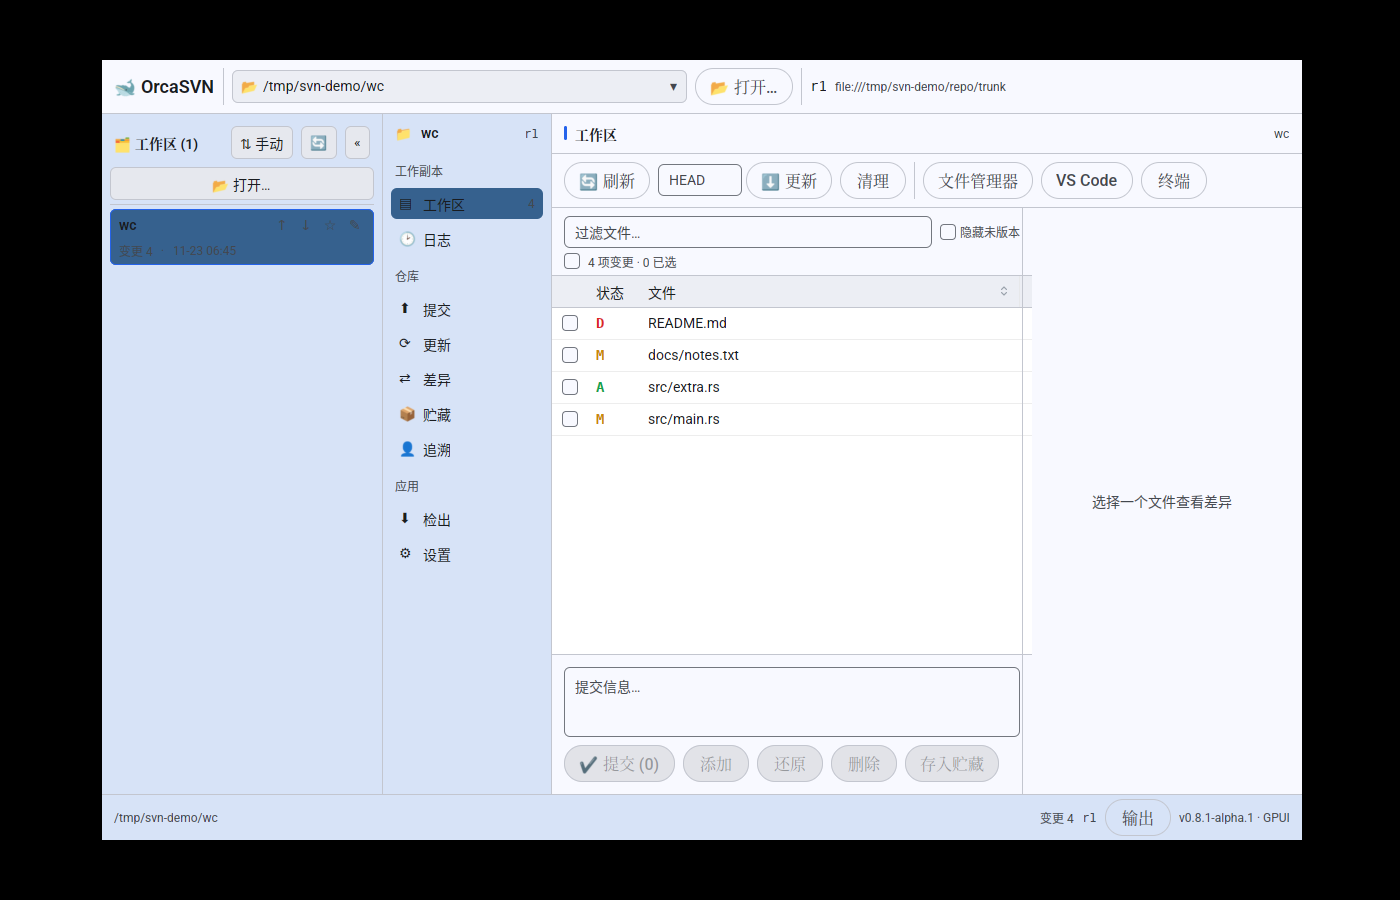 OrcaSVN
/tmp/svn-demo/wc
打开…
r1 file:///tmp/svn-demo/repo/trunk
工作区 (1)
手动
«
打开…
wc
变更 4 · 11-23 06:45
wc r1
工作副本
工作区 4
日志
仓库
提交
更新
差异
贮藏
追溯
应用
检出
设置
工作区 wc
刷新
HEAD
更新
清理
文件管理器
VS Code
终端
过滤文件…
隐藏未版本
4 项变更 · 0 已选
状态 文件
D README.md
M docs/notes.txt
A src/extra.rs
M src/main.rs
选择一个文件查看差异
提交信息…
提交 (0)
添加
还原
删除
存入贮藏
/tmp/svn-demo/wc
变更 4 r1
输出
v0.8.1-alpha.1 · GPUI